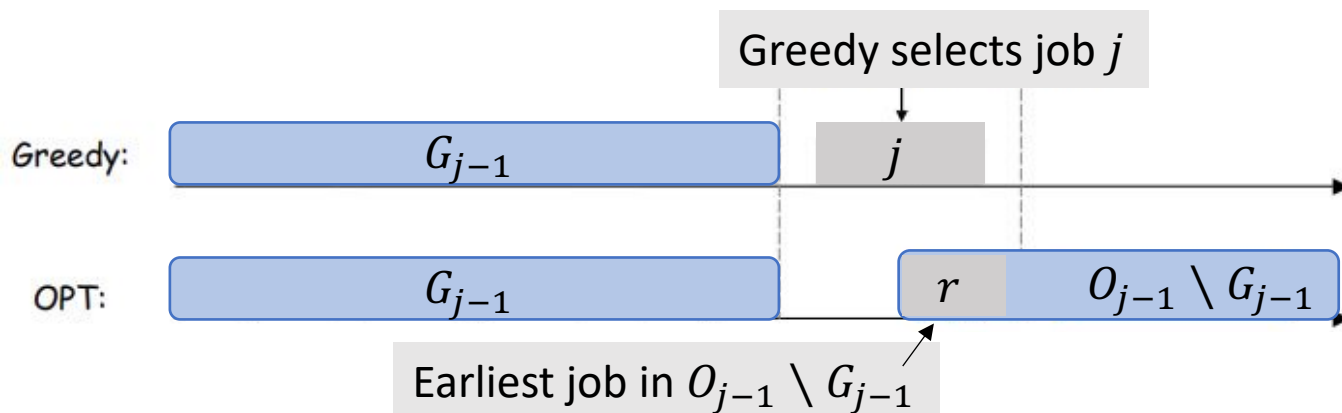 Greedy selects job j
Greedy: G_{j-1} j
OPT: G_{j-1} r O_{j-1} \ G_{j-1}
Earliest job in O_{j-1} \ G_{j-1}